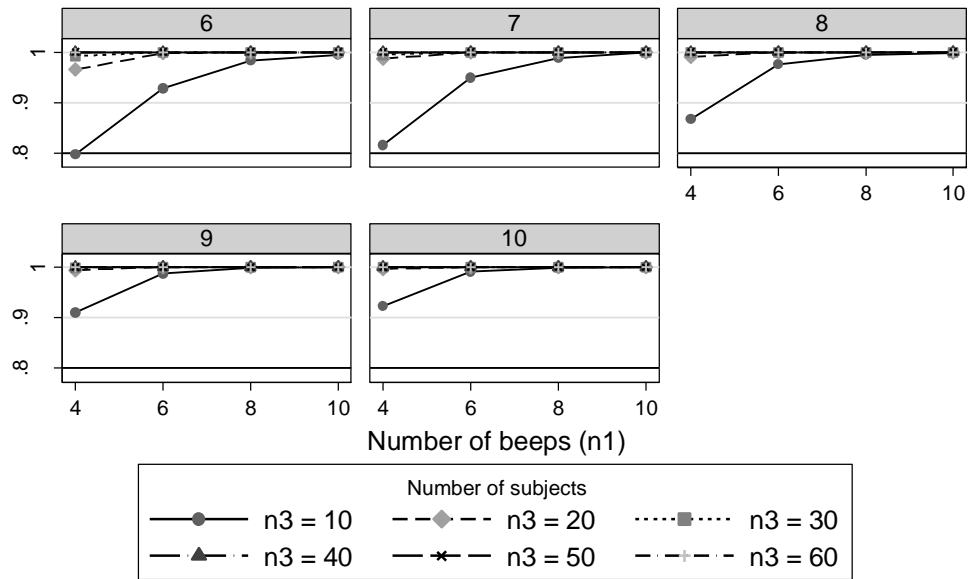 6 7 8
1
.9
.8
4 6 8 10
9 10
1
.9
.8
4 6 8 10 4 6 8 10
Number of beeps (n1)
Number of subjects
n3 = 10 n3 = 20 n3 = 30
n3 = 40 n3 = 50 n3 = 60